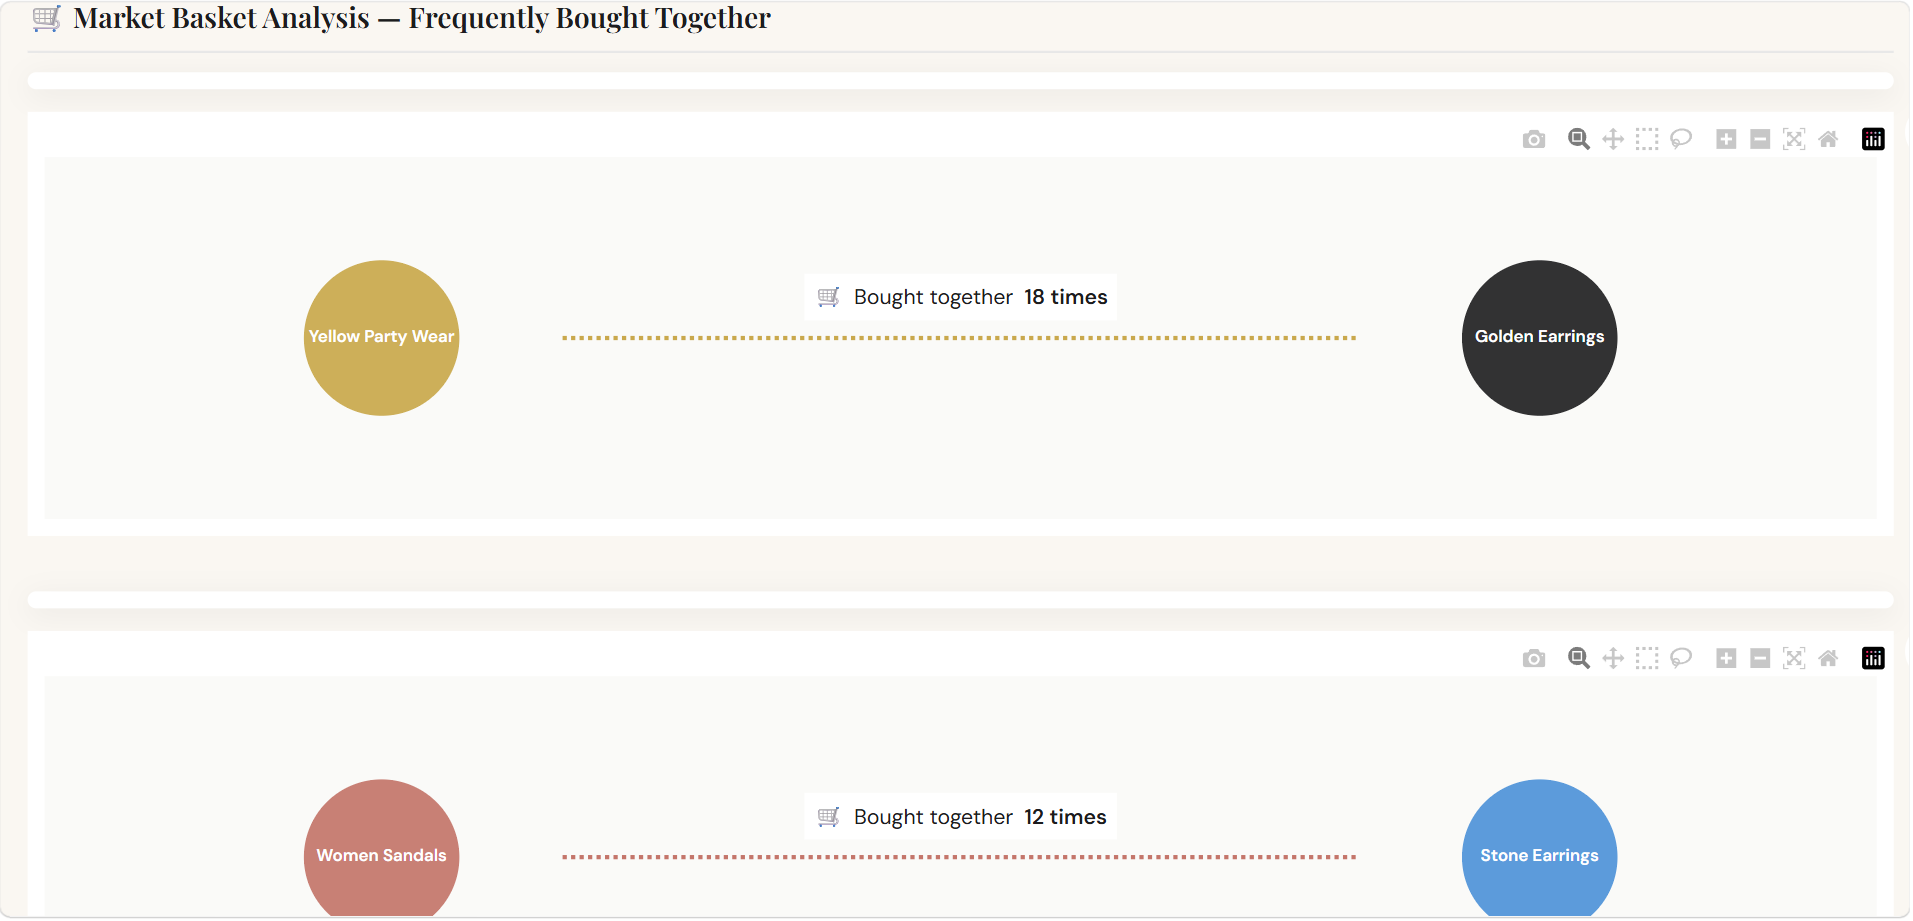 Market Basket Analysis — Frequently Bought Together
Bought together 18 times
Yellow Party Wear
Golden Earrings
Bought together 12 times
Women Sandals
Stone Earrings